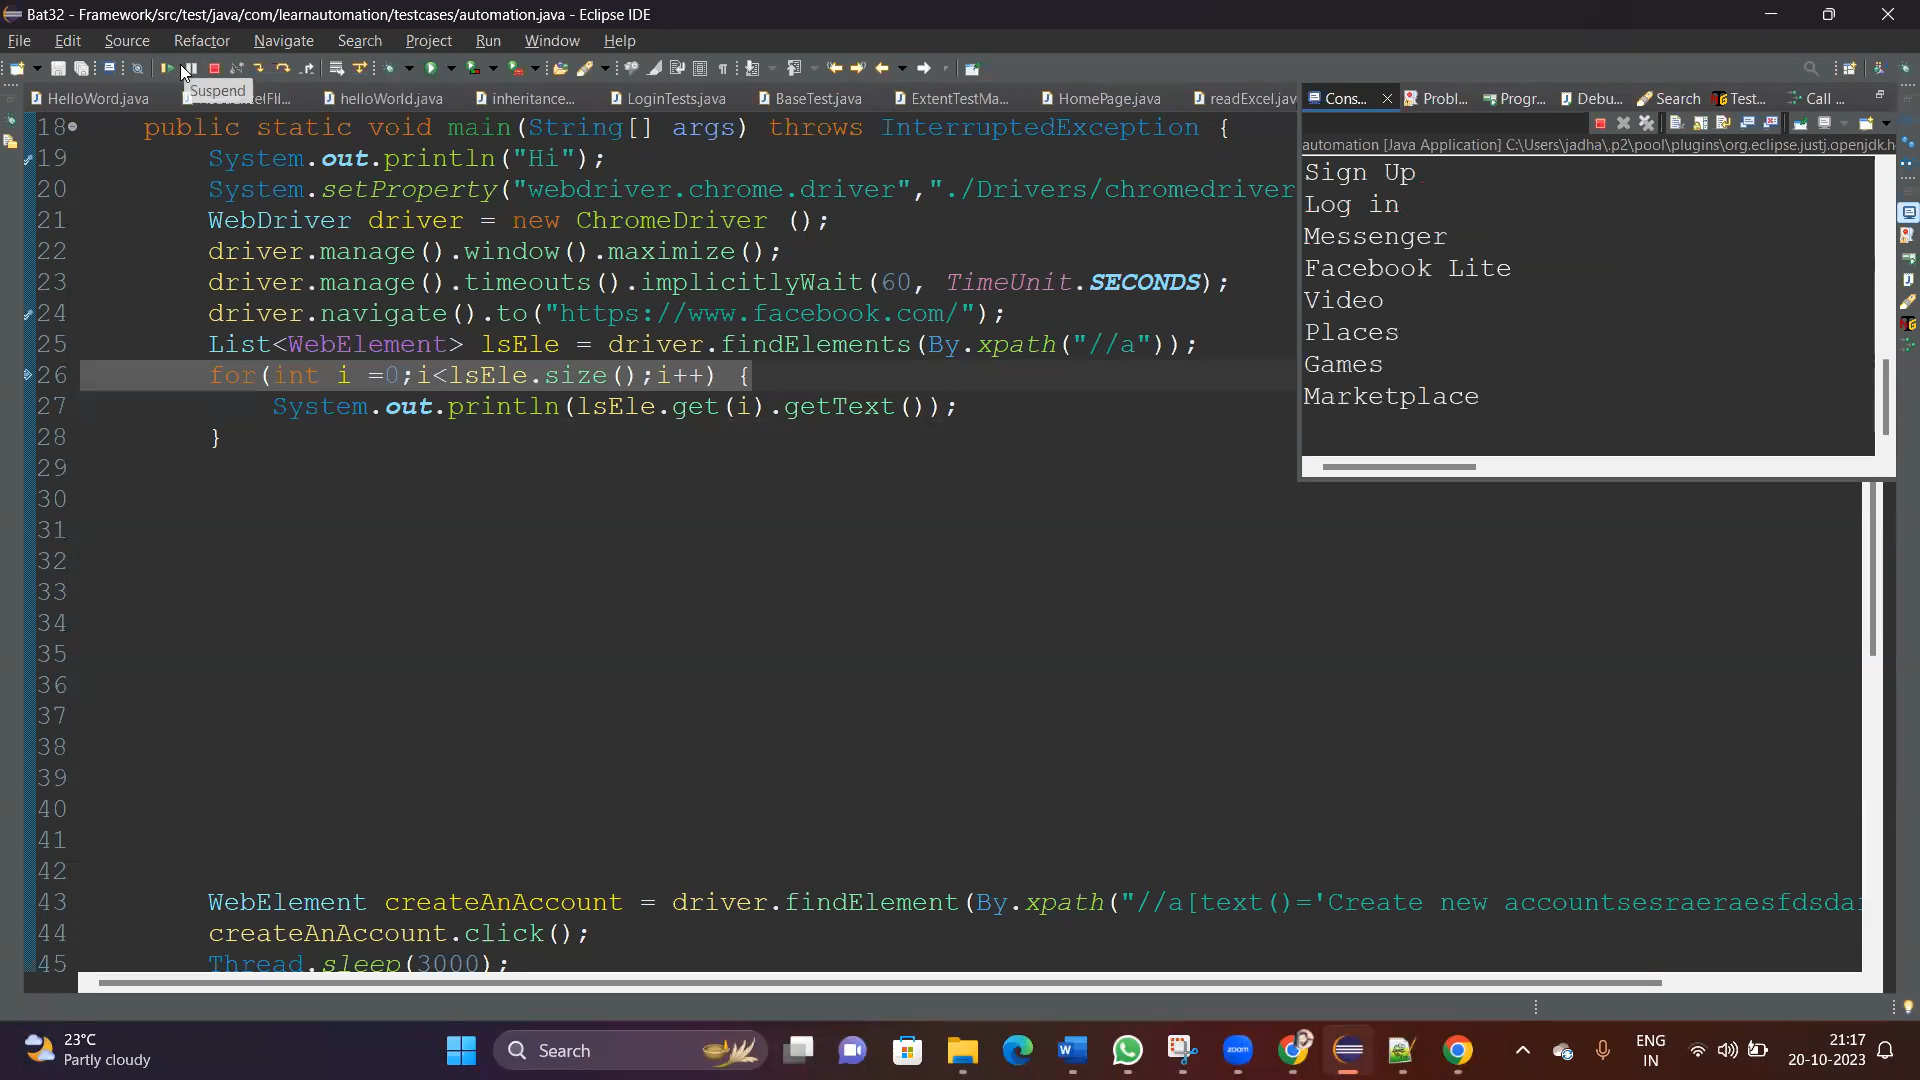 Bat32 - Framework/src/test/java/com/learnautomation/testcases/automation.java - Eclipse IDE
File Edit Source Refactor Navigate Search Project Run Window Help
Suspend
HelloWord.java helloWorld.java inheritance... LoginTests.java BaseTest.java ExtentTestMa... HomePage.java readExcel.jav
Cons... Probl... Progr... Debu... Search Test... Call ...
automation [Java Application] C:\Users\jadha\.p2\pool\plugins\org.eclipse.justj.openjdk.h
Sign Up
Log in
Messenger
Facebook Lite
Video
Places
Games
Marketplace
18 public static void main(String[] args) throws InterruptedException {
19 System.out.println("Hi");
20 System.setProperty("webdriver.chrome.driver","./Drivers/chromedriver
21 WebDriver driver = new ChromeDriver ();
22 driver.manage().window().maximize();
23 driver.manage().timeouts().implicitlyWait(60, TimeUnit.SECONDS);
24 driver.navigate().to("https://www.facebook.com/");
25 List<WebElement> lsEle = driver.findElements(By.xpath("//a"));
26 for(int i =0;i<lsEle.size();i++) {
27 System.out.println(lsEle.get(i).getText());
28 }
29
30
31
32
33
34
35
36
37
38
39
40
41
42
43 WebElement createAnAccount = driver.findElement(By.xpath("//a[text()='Create new accountsesraeraesfdsda
44 createAnAccount.click();
45 Thread.sleep(3000);
23°C
Partly cloudy
Search
zoom
ENG
IN
21:17
20-10-2023